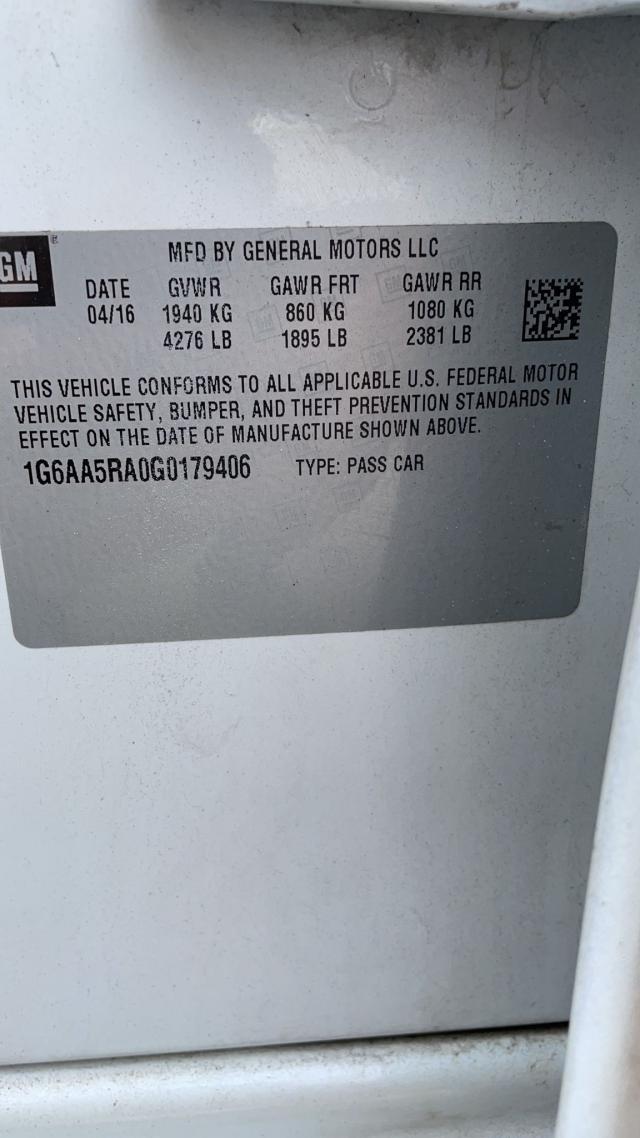 GM
MFD BY GENERAL MOTORS LLC
DATE GVWR GAWR FRT GAWR RR
04/16 1940 KG 860 KG 1080 KG
4276 LB 1895 LB 2381 LB
THIS VEHICLE CONFORMS TO ALL APPLICABLE U.S. FEDERAL MOTOR
VEHICLE SAFETY, BUMPER, AND THEFT PREVENTION STANDARDS IN
EFFECT ON THE DATE OF MANUFACTURE SHOWN ABOVE.
1G6AA5RA0G0179406 TYPE: PASS CAR